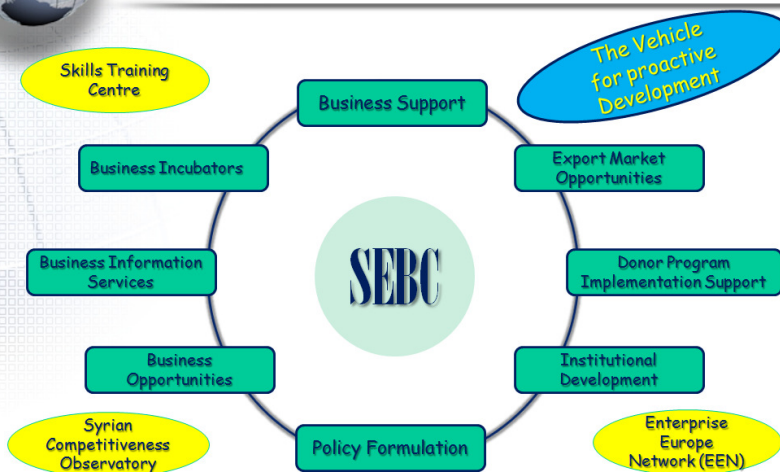 The Vehicle
for proactive
Development
Skills Training
Centre
Business Support
Business Incubators
Export Market
Opportunities
Business Information
Services
SEBC
Donor Program
Implementation Support
Business
Opportunities
Institutional
Development
Syrian
Competitiveness
Observatory
Policy Formulation
Enterprise
Europe
Network (EEN)